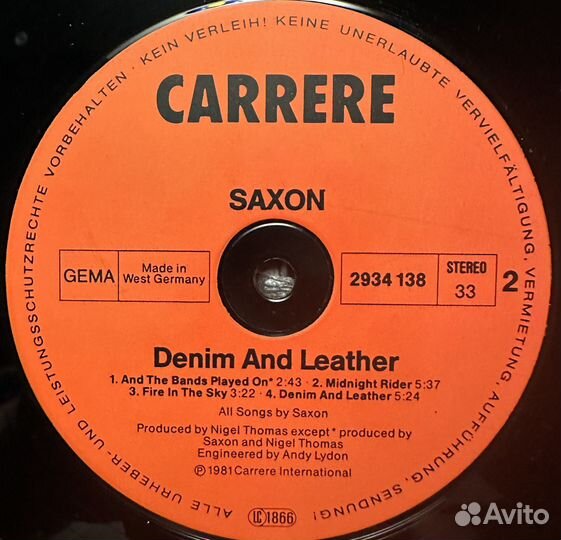 ALLE URHEBER- UND LEISTUNGSSCHUTZRECHTE VORBEHALTEN · KEIN VERLEIH! KEINE UNERLAUBTE VERVIELFÄLTIGUNG, VERMIETUNG, AUFFÜHRUNG, SENDUNG!
CARRERE
SAXON
GEMA
Made in
West Germany
2934 138
STEREO
33
2
Denim And Leather
1. And The Bands Played On* 2:43 · 2. Midnight Rider 5:37
3. Fire In The Sky 3:22 · 4. Denim And Leather 5:24
All Songs by Saxon
Produced by Nigel Thomas except* produced by
Saxon and Nigel Thomas
Engineered by Andy Lydon
℗ 1981 Carrere International
LC 1866
Avito